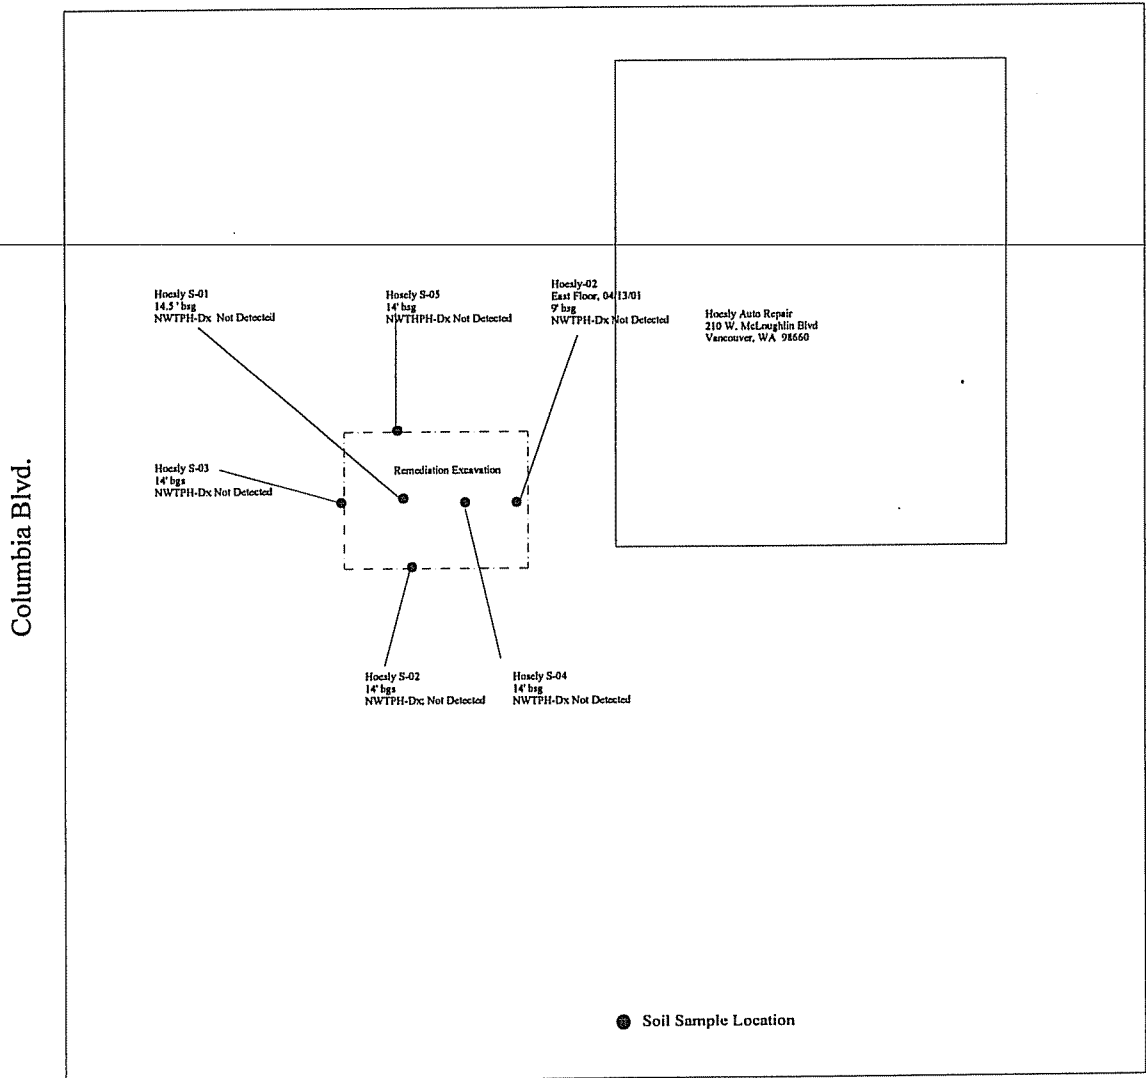 Hoesly S-01
14.5 ' bsg
NWTPH-Dx Not Detected
Hosely S-05
14' bsg
NWTHPH-Dx Not Detected
Hoesly-02
East Floor, 04/13/01
9' bsg
NWTPH-Dx Not Detected
Hoesly Auto Repair
210 W. McLoughlin Blvd
Vancouver, WA 98660
Columbia Blvd.
Hoesly S-03
14' bgs
NWTPH-Dx Not Detected
Remediation Excavation
Hoesly S-02
14' bgs
NWTPH-Dx; Not Detected
Hosely S-04
14' bsg
NWTPH-Dx Not Detected
Soil Sample Location